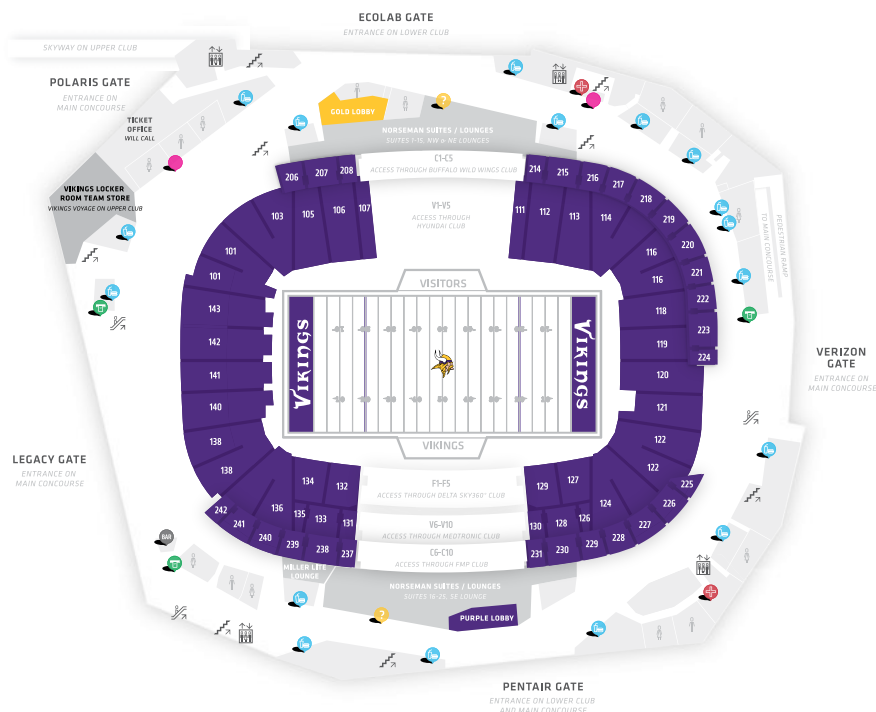 ECOLAB GATE
ENTRANCE ON LOWER CLUB
SKYWAY ON UPPER CLUB
POLARIS GATE
ENTRANCE ON
MAIN CONCOURSE
TICKET
OFFICE
WILL CALL
GOLD LOBBY
?
NORSEMAN SUITES / LOUNGES
SUITES 1-15, NW & NE LOUNGES
C1-C5
ACCESS THROUGH BUFFALO WILD WINGS CLUB
206
207
208
214
215
216
217
218
219
220
221
222
223
224
VIKINGS LOCKER
ROOM TEAM STORE
VIKINGS VOYAGE ON UPPER CLUB
V1-V5
ACCESS THROUGH
HYUNDAI CLUB
103
105
106
107
111
112
113
114
101
101
116
116
PEDESTRIAN RAMP
TO MAIN CONCOURSE
143
142
141
140
138
138
118
119
120
121
122
122
VISITORS
VIKINGS
VIKINGS
VIKINGS
VERIZON
GATE
ENTRANCE ON
MAIN CONCOURSE
LEGACY GATE
ENTRANCE ON
MAIN CONCOURSE
134
132
136
135
133
131
F1-F5
ACCESS THROUGH DELTA SKY360° CLUB
V6-V10
ACCESS THROUGH MEDTRONIC CLUB
C6-C10
ACCESS THROUGH FMP CLUB
129
127
124
130
128
126
242
241
240
239
238
237
231
230
229
228
227
226
225
BAR
MILLER LITE
LOUNGE
NORSEMAN SUITES / LOUNGES
SUITES 16-25, SE LOUNGE
?
PURPLE LOBBY
PENTAIR GATE
ENTRANCE ON LOWER CLUB
AND MAIN CONCOURSE